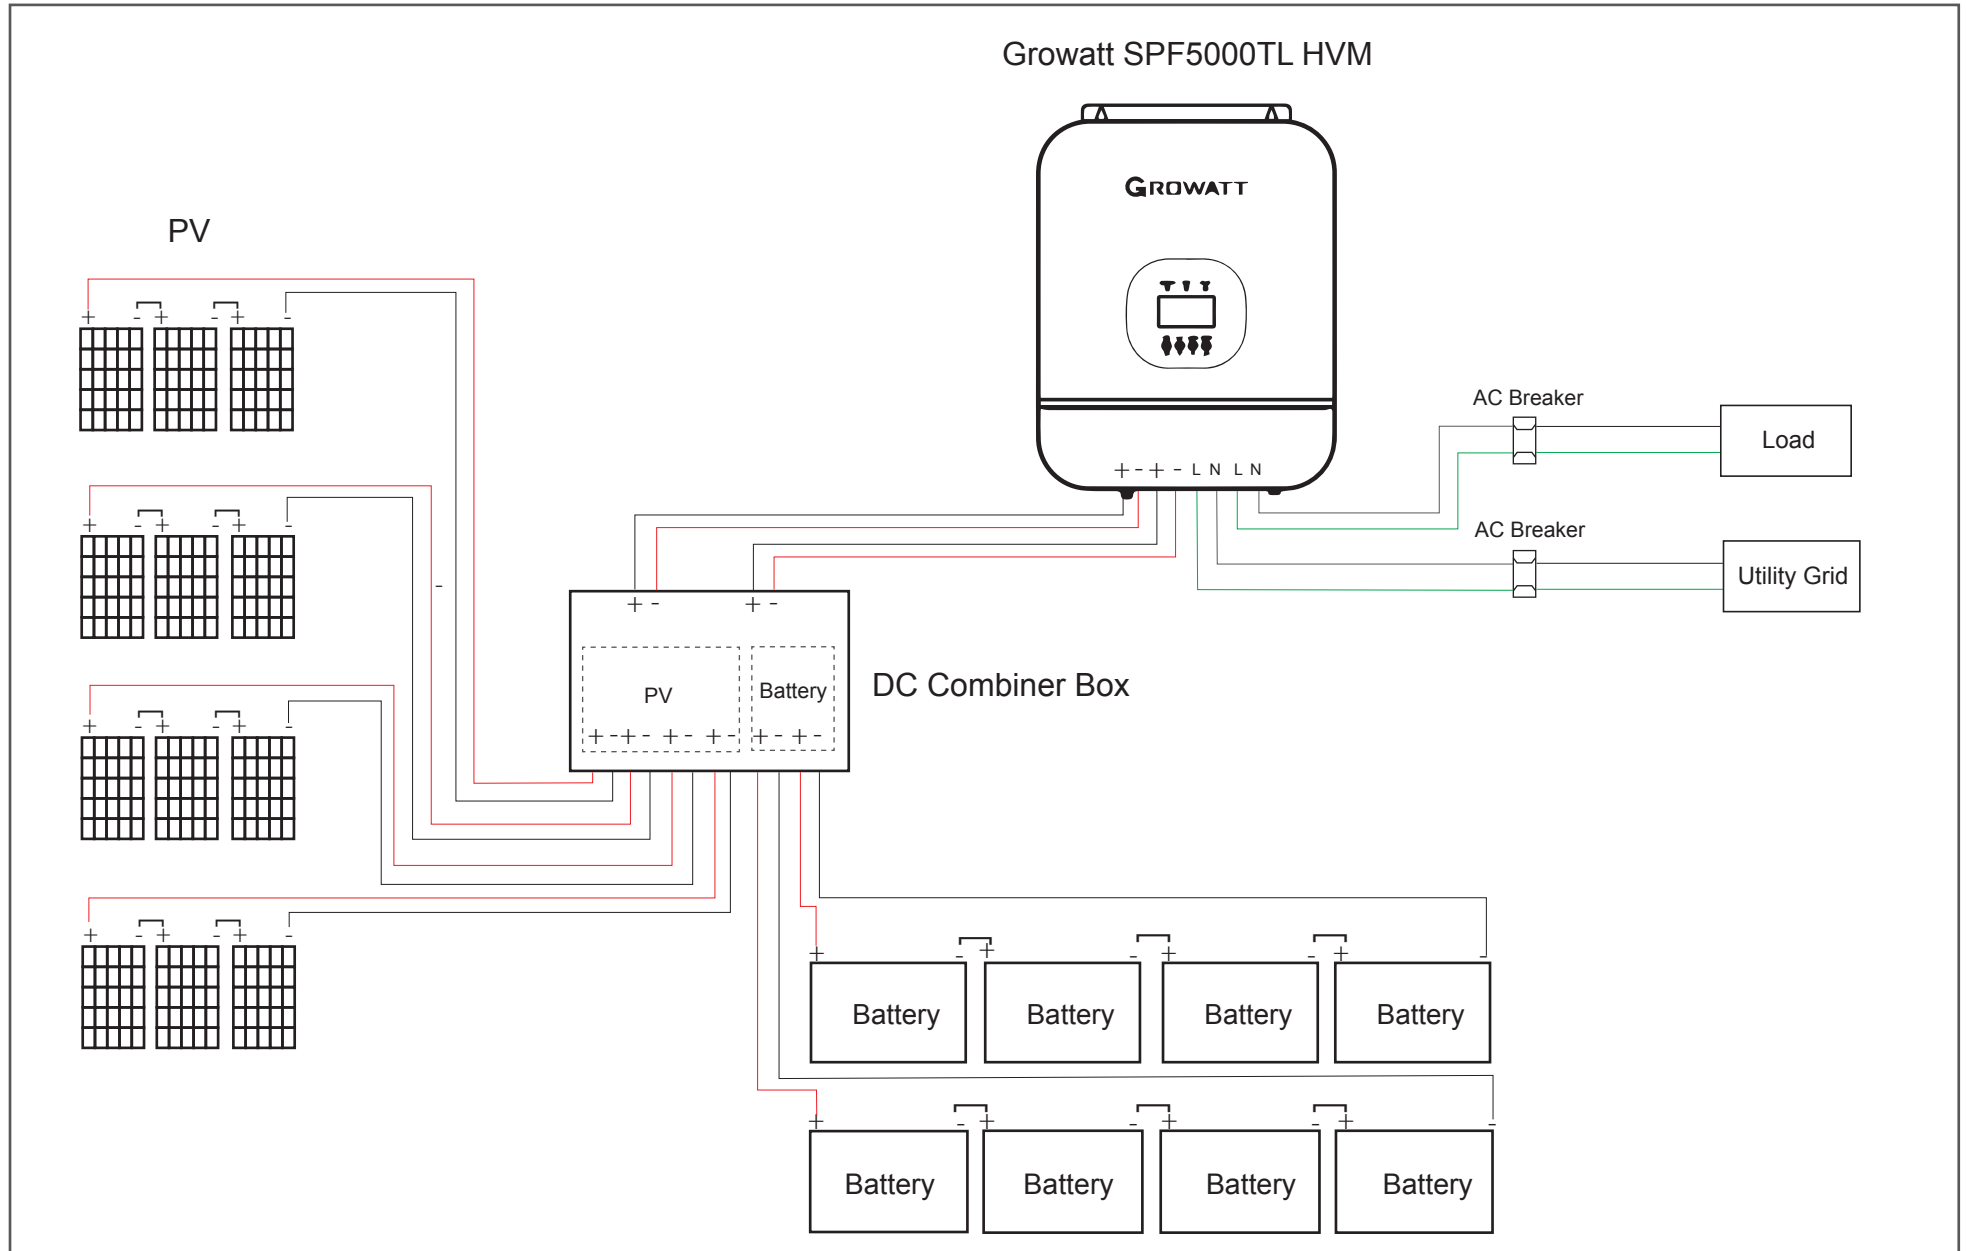 Growatt SPF5000TL HVM
GROWATT
PV
+ - + - + -
AC Breaker
Load
+ - + - L N L N
AC Breaker
Utility Grid
+ - + - + -
-
+ - + -
DC Combiner Box
PV
Battery
+ - + - + - + -
+ - + -
+ - + - + -
+ - + - + -
+ - + - + - + -
Battery Battery Battery Battery
+ - + - + - + -
Battery Battery Battery Battery